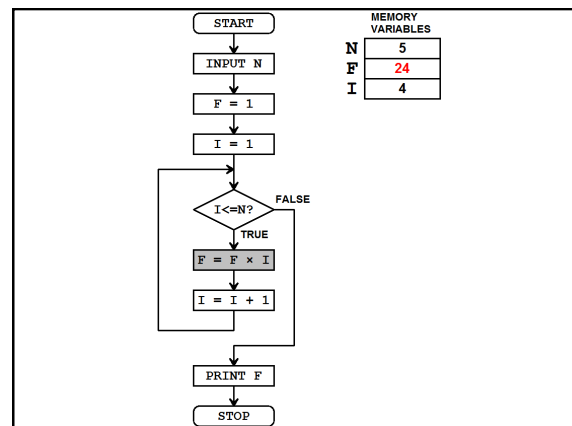 START
INPUT N
F = 1
I = 1
I<=N?
FALSE
TRUE
F = F × I
I = I + 1
PRINT F
STOP
MEMORY
VARIABLES
N 5
F 24
I 4